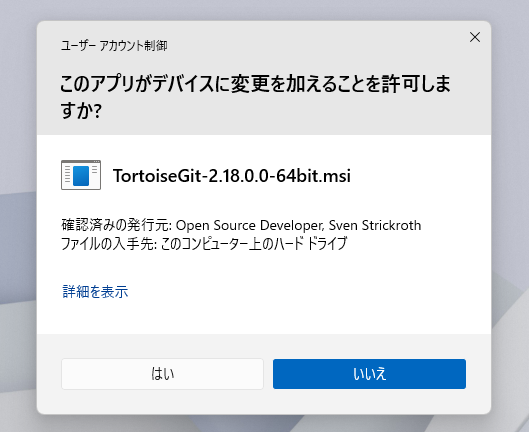 ユーザー アカウント制御
このアプリがデバイスに変更を加えることを許可しま
すか?
TortoiseGit-2.18.0.0-64bit.msi
確認済みの発行元: Open Source Developer, Sven Strickroth
ファイルの入手先: このコンピューター上のハード ドライブ
詳細を表示
はい
いいえ